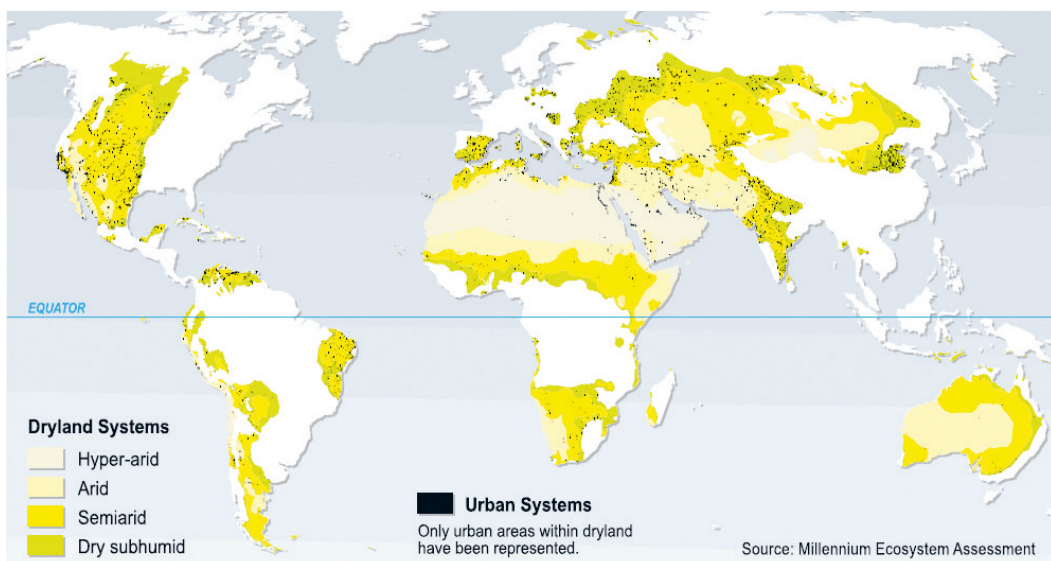 EQUATOR
Dryland Systems
Hyper-arid
Arid
Semiarid
Dry subhumid
Urban Systems
Only urban areas within dryland
have been represented.
Source: Millennium Ecosystem Assessment